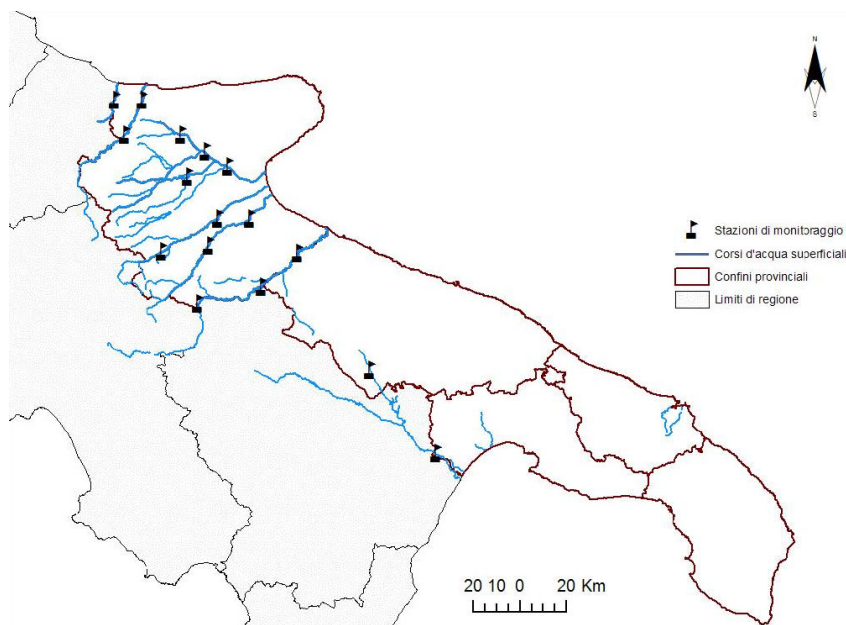 N
S
Stazioni di monitoraggio
Corsi d'acqua superficiali
Confini provinciali
Limiti di regione
20 10 0 20 Km